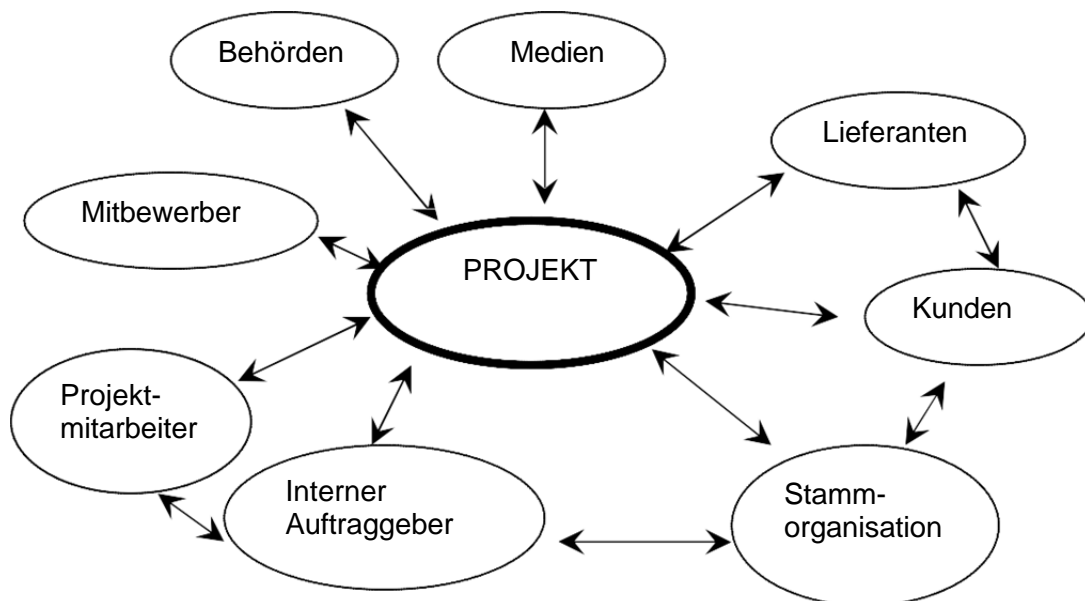 Behörden
Medien
Lieferanten
Mitbewerber
PROJEKT
Kunden
Projekt-
mitarbeiter
Interner
Auftraggeber
Stamm-
organisation